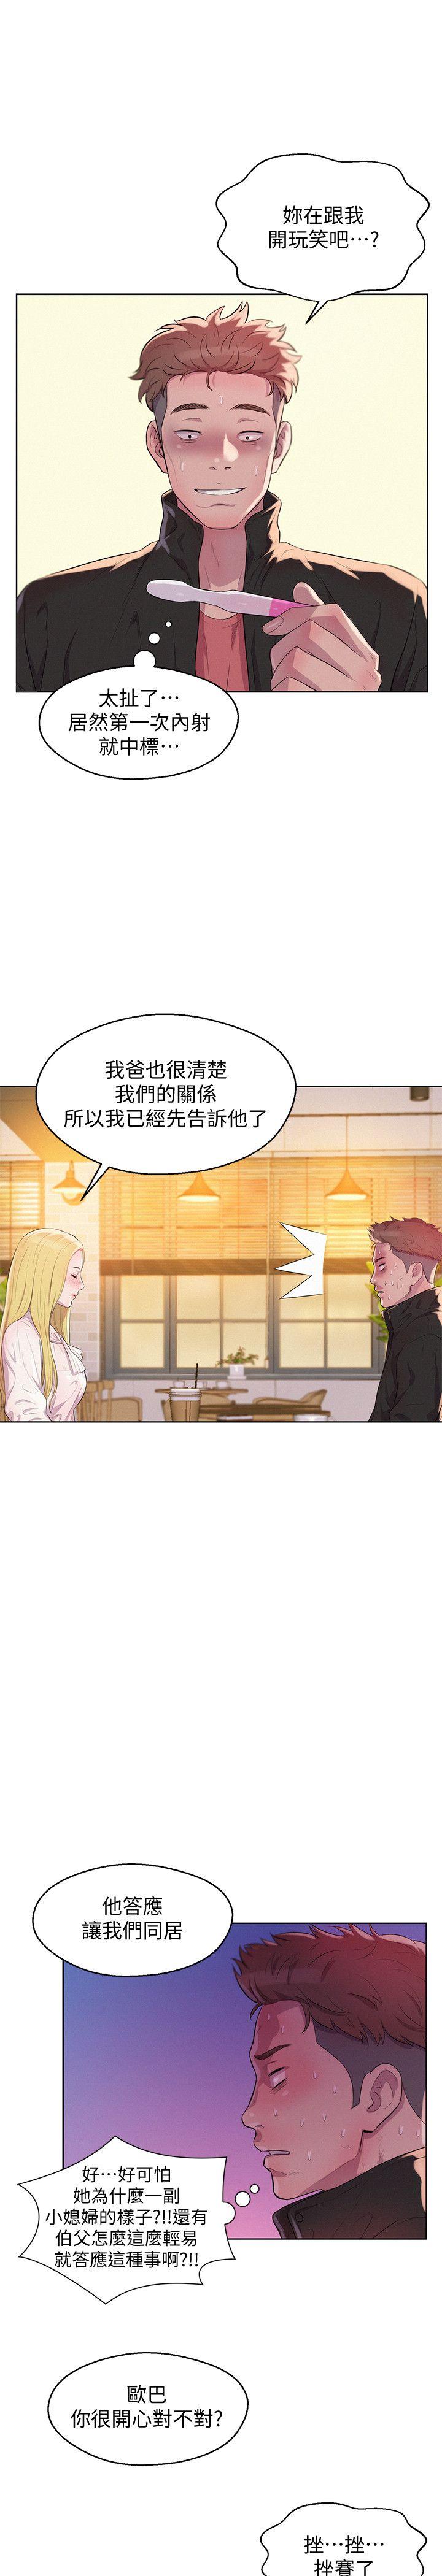 妳在跟我
開玩笑吧⋯?
太扯了⋯
居然第一次內射
就中標⋯
我爸也很清楚
我們的關係
所以我已經先告訴他了
他答應
讓我們同居
好⋯好可怕
她為什麼一副
小媳婦的樣子?!!還有
伯父怎麼這麼輕易
就答應這種事啊?!!
歐巴
你很開心對不對?
挫⋯挫⋯
挫賽了